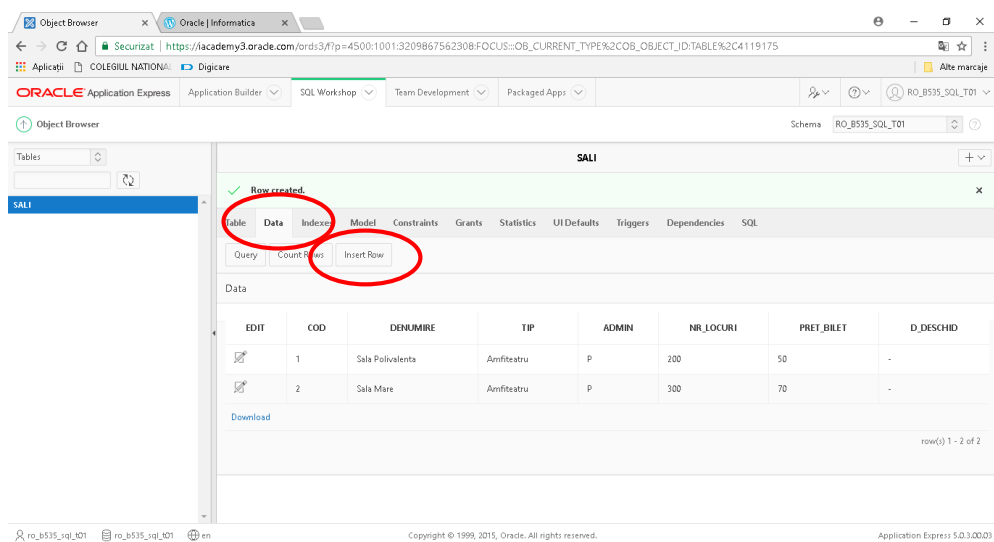 Object Browser
Oracle | Informatica
Securizat | https://iacademy3.oracle.com/ords3/f?p=4500:1001:3209867562308:FOCUS:::OB_CURRENT_TYPE%2COB_OBJECT_ID:TABLE%2C4119175
Aplicații COLEGIUL NATIONAL Digicare Alte marcaje
ORACLE Application Express Application Builder SQL Workshop Team Development Packaged Apps RO_B535_SQL_T01
Object Browser Schema RO_B535_SQL_T01
Tables SALI
Row created.
SALI
Table Data Indexes Model Constraints Grants Statistics UI Defaults Triggers Dependencies SQL
Query Count Rows Insert Row
Data
EDIT COD DENUMIRE TIP ADMIN NR_LOCURI PRET_BILET D_DESCHID
1 Sala Polivalenta Amfiteatru P 200 50 -
2 Sala Mare Amfiteatru P 300 70 -
Download
row(s) 1 - 2 of 2
ro_b535_sql_t01 ro_b535_sql_t01 en Copyright © 1999, 2015, Oracle. All rights reserved. Application Express 5.0.3.00.03